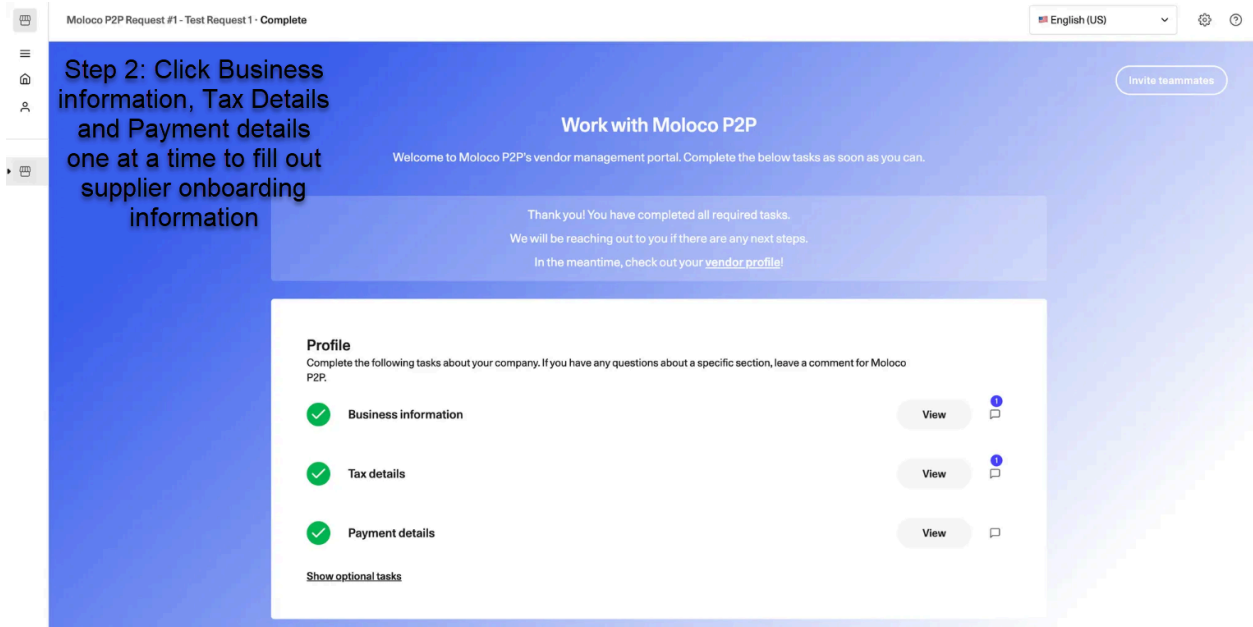 Moloco P2P Request #1 - Test Request 1 · Complete
English (US)
Step 2: Click Business
information, Tax Details
and Payment details
one at a time to fill out
supplier onboarding
information
Invite teammates
Work with Moloco P2P
Welcome to Moloco P2P's vendor management portal. Complete the below tasks as soon as you can.
Thank you! You have completed all required tasks.
We will be reaching out to you if there are any next steps.
In the meantime, check out your vendor profile!
Profile
Complete the following tasks about your company. If you have any questions about a specific section, leave a comment for Moloco
P2P.
Business information
View
1
Tax details
View
1
Payment details
View
Show optional tasks